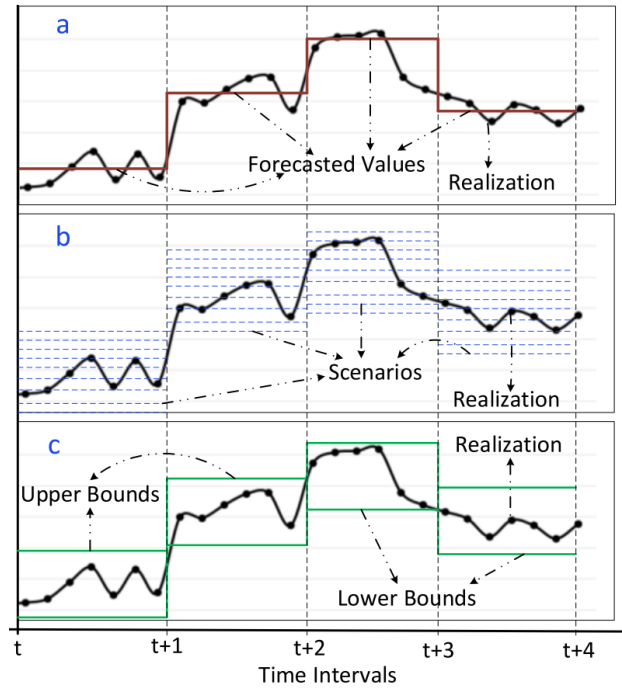 a
Forecasted Values
Realization
b
Scenarios
Realization
c
Realization
Upper Bounds
Lower Bounds
t t+1 t+2 t+3 t+4
Time Intervals